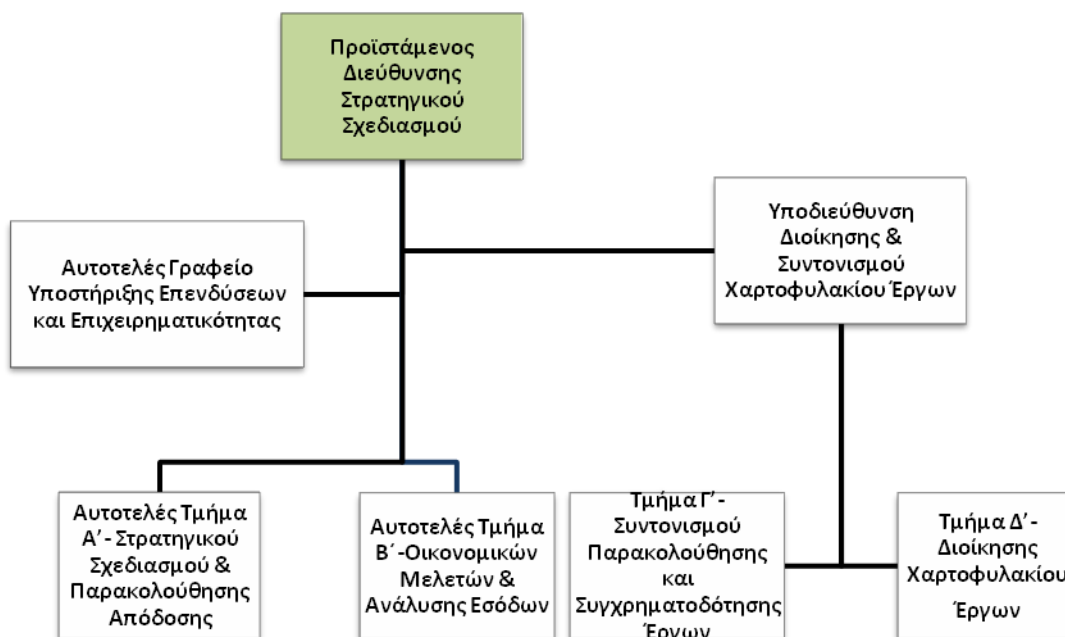 Προϊστάμενος
Διεύθυνσης
Στρατηγικού
Σχεδιασμού
Υποδιεύθυνση
Διοίκησης &
Συντονισμού
Χαρτοφυλακίου Έργων
Αυτοτελές Γραφείο
Υποστήριξης Επενδύσεων
και Επιχειρηματικότητας
Αυτοτελές Τμήμα
Α’- Στρατηγικού
Σχεδιασμού &
Παρακολούθησης
Απόδοσης
Αυτοτελές Τμήμα
Β΄-Οικονομικών
Μελετών &
Ανάλυσης Εσόδων
Τμήμα Γ’-
Συντονισμού
Παρακολούθησης
και
Συγχρηματοδότησης
Έργων
Τμήμα Δ’-
Διοίκησης
Χαρτοφυλακίου
Έργων